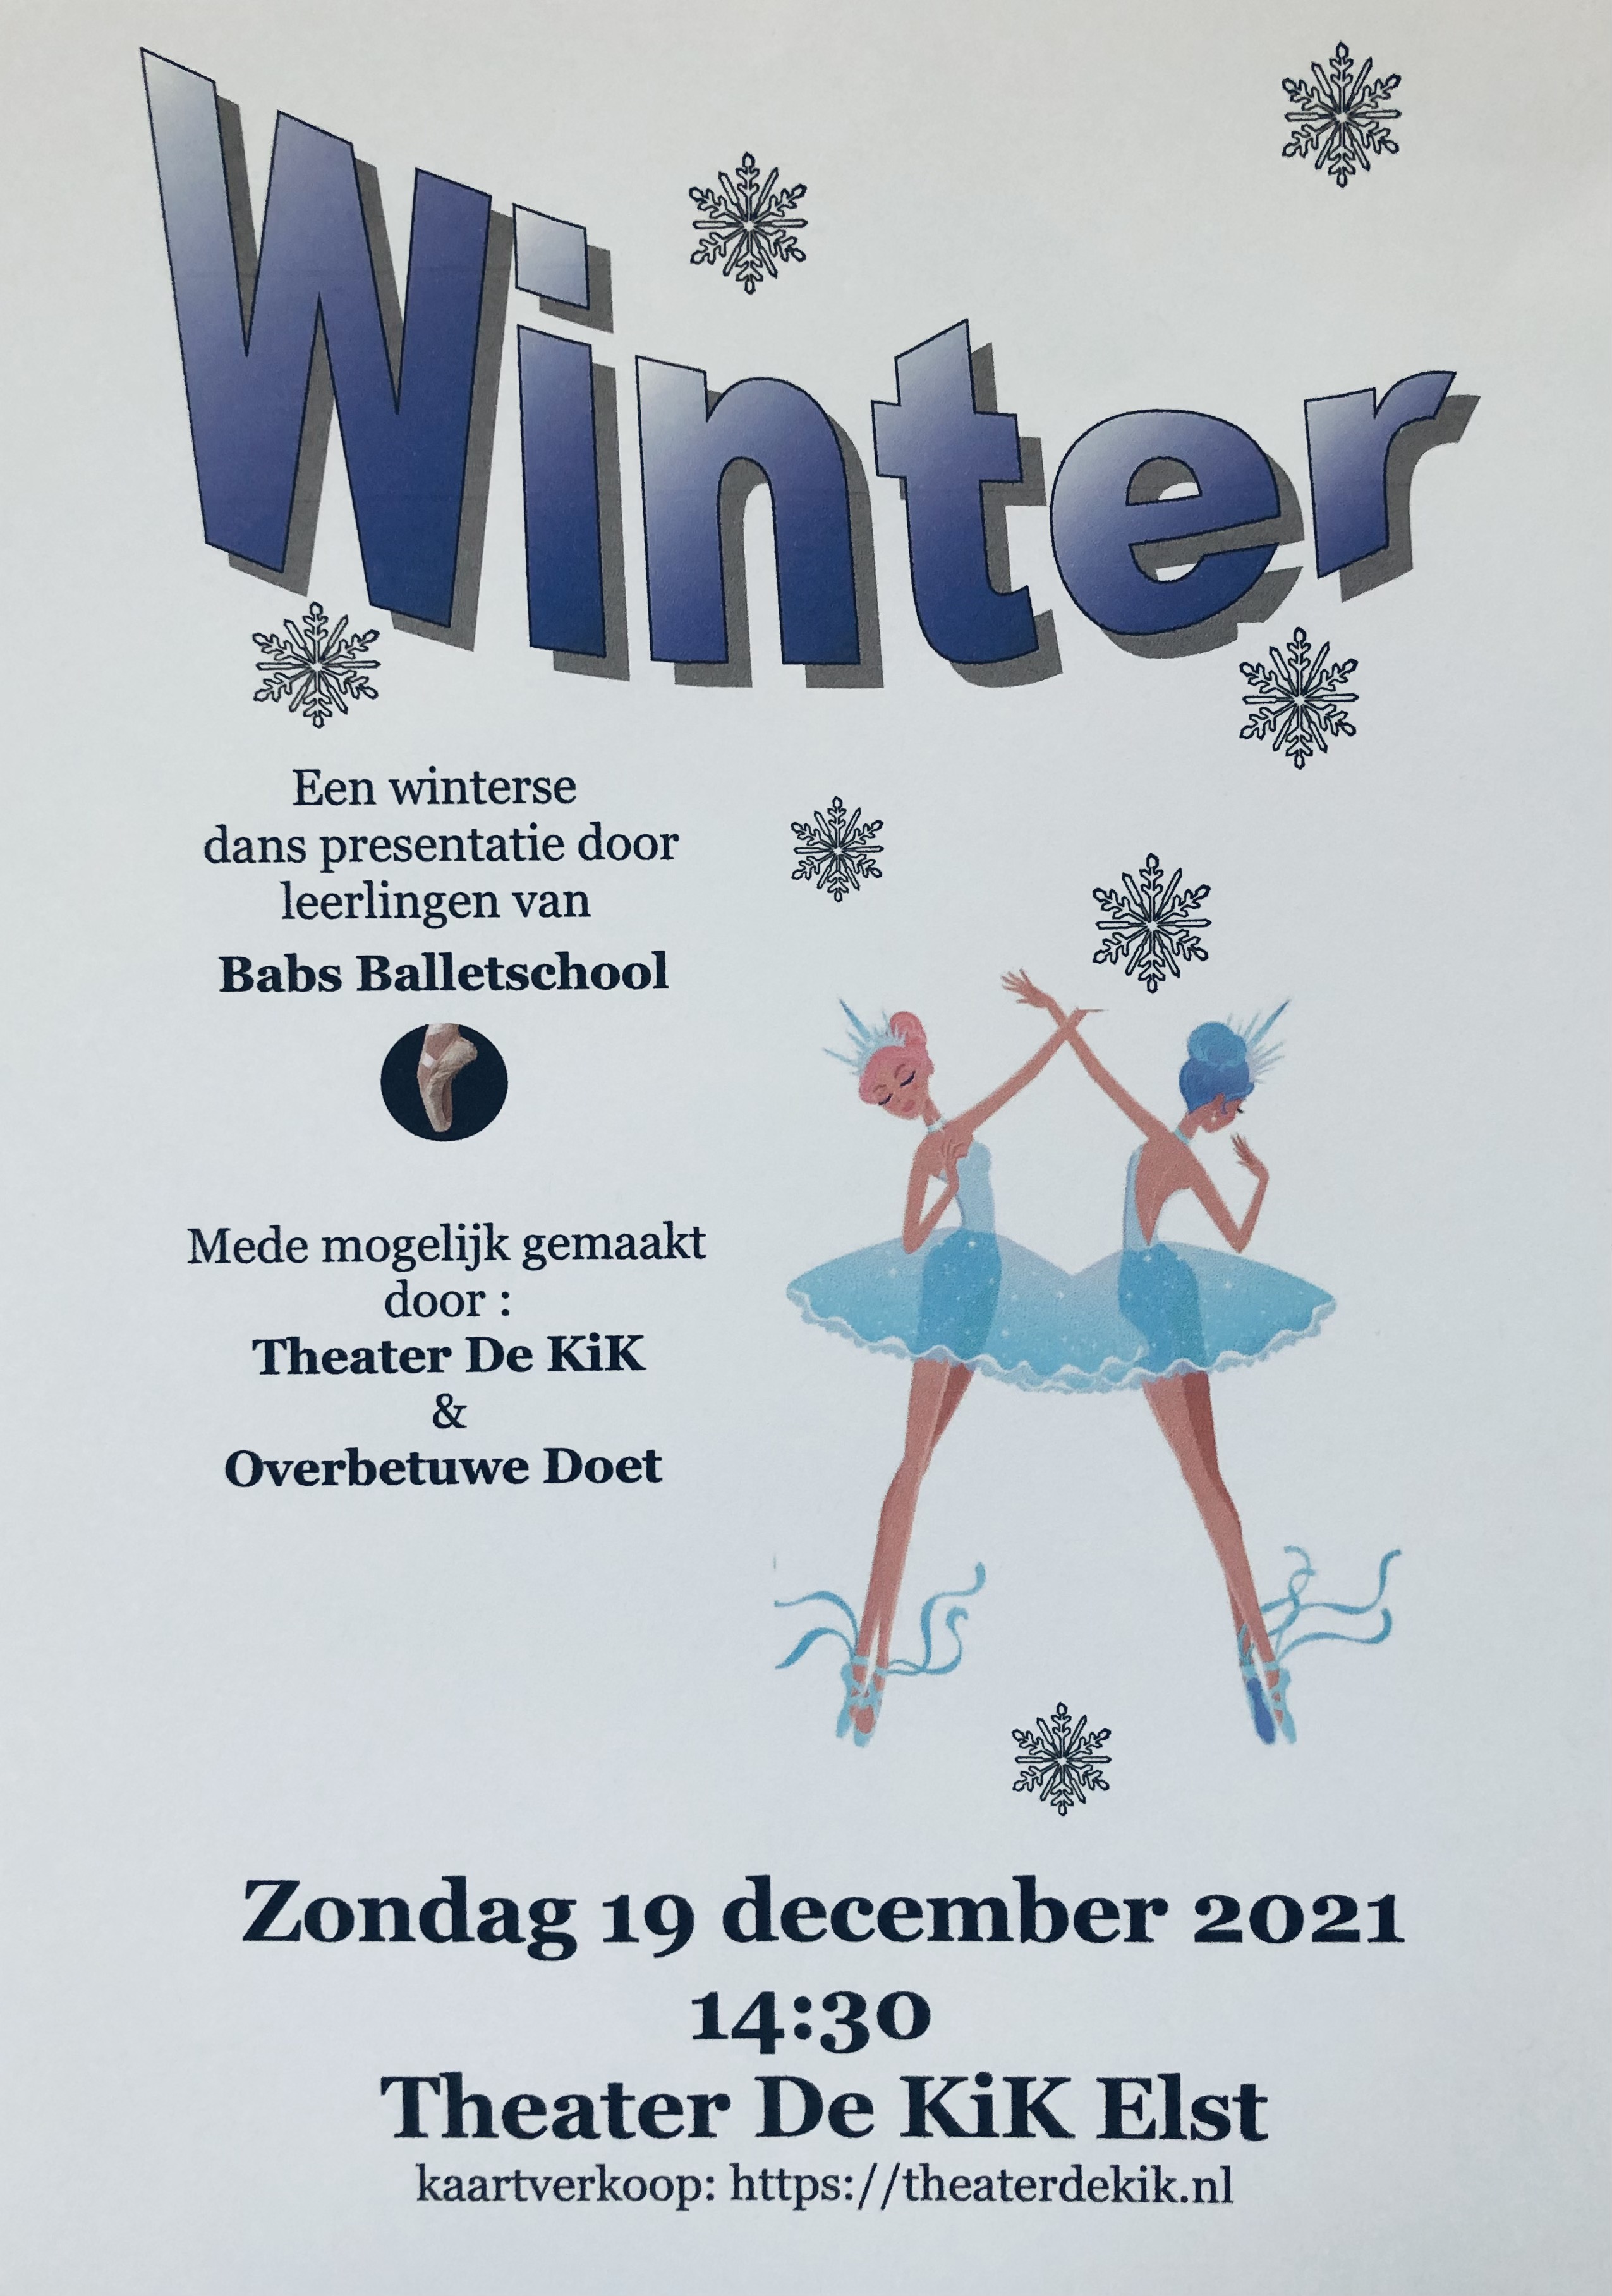 Winter
Een winterse
dans presentatie door
leerlingen van
Babs Balletschool
Mede mogelijk gemaakt
door :
Theater De KiK
&
Overbetuwe Doet
Zondag 19 december 2021
14:30
Theater De KiK Elst
kaartverkoop: https://theaterdekik.nl